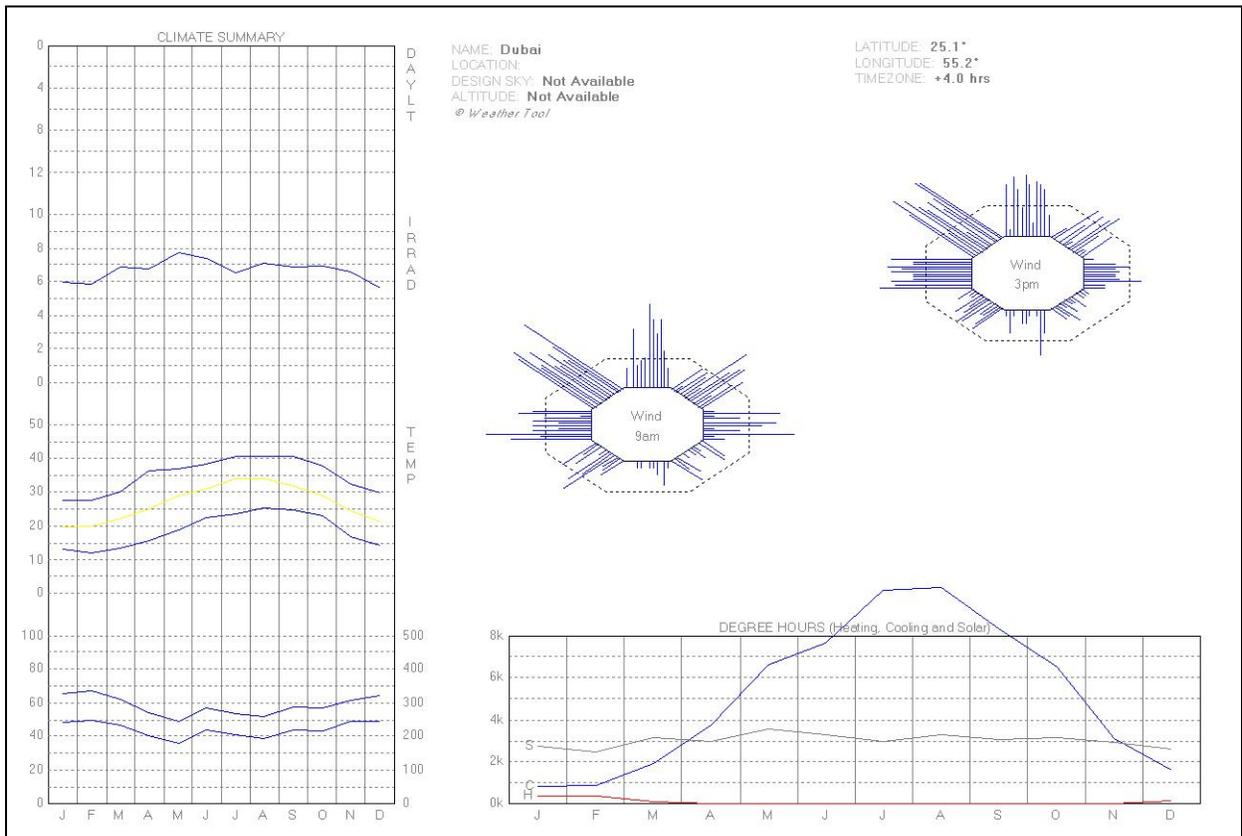 CLIMATE SUMMARY
0
4
8
12
10
8
6
4
2
0
50
40
30
20
10
0
100
80
60
40
20
0
DAYLT
IRRAD
TEMP
500
400
300
200
100
0
J F M A M J J A S O N D
NAME: Dubai
LOCATION:
DESIGN SKY: Not Available
ALTITUDE: Not Available
© Weather Tool
LATITUDE: 25.1°
LONGITUDE: 55.2°
TIMEZONE: +4.0 hrs
Wind
3pm
Wind
9am
DEGREE HOURS (Heating, Cooling and Solar)
8k
6k
4k
2k
0k
S
C
H
J F M A M J J A S O N D